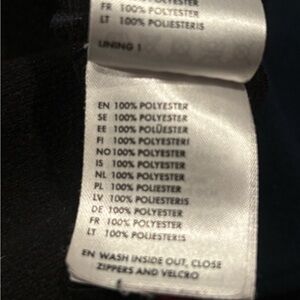 FR 100% POLYESTER
LT 100% POLIESTERIS
LINING 1
EN 100% POLYESTER
SE 100% POLYESTER
EE 100% POLÜESTER
FI 100% POLYESTERI
NO 100% POLYESTER
IS 100% POLYESTER
NL 100% POLYESTER
PL 100% POLIESTER
LV 100% POLIESTERIS
DE 100% POLYESTER
FR 100% POLYESTER
LT 100% POLIESTERIS
EN WASH INSIDE OUT, CLOSE
ZIPPERS AND VELCRO